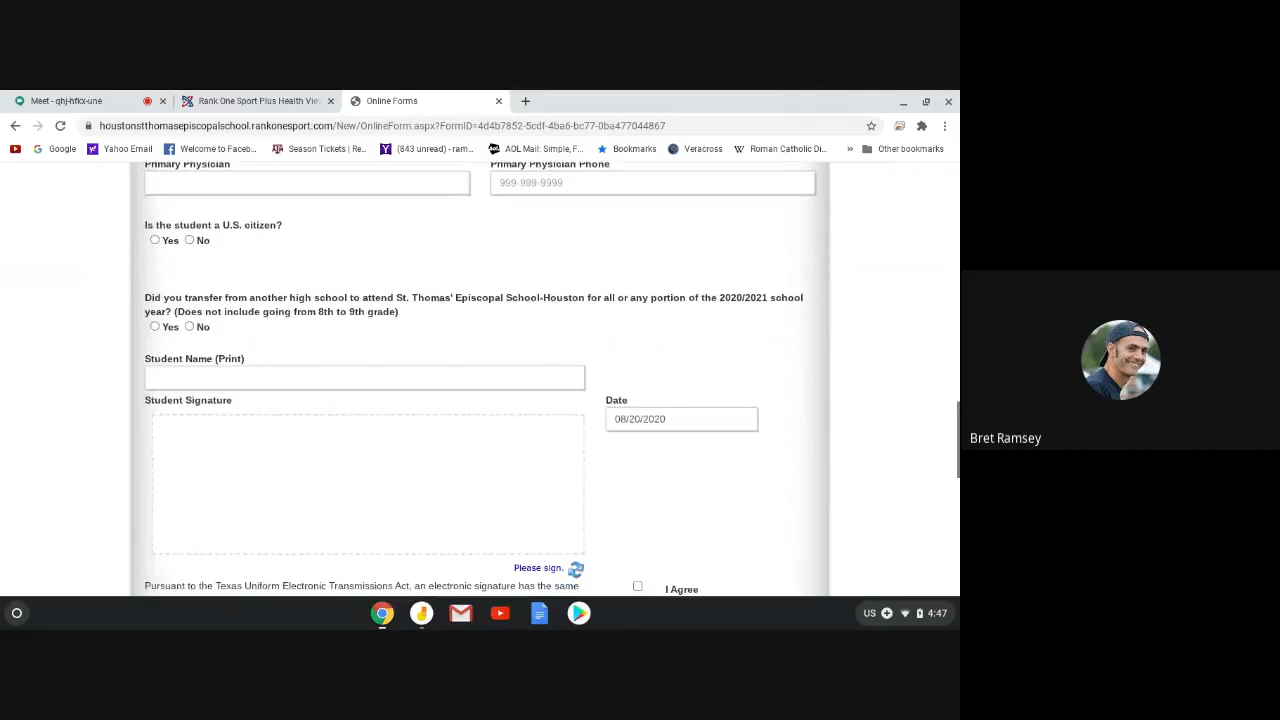 Meet - qhj-hfkx-une
Rank One Sport Plus Health Vie
Online Forms
houstonstthomasepiscopalschool.rankonesport.com/New/OnlineForm.aspx?FormID=4d4b7852-5cdf-4ba6-bc77-0ba477044867
Google Yahoo Email Welcome to Faceb... Season Tickets | Re... (843 unread) - ram... AOL Mail: Simple, F... Bookmarks Veracross Roman Catholic Di... » Other bookmarks
Primary Physician Primary Physician Phone
999-999-9999
Is the student a U.S. citizen?
Yes No
Did you transfer from another high school to attend St. Thomas' Episcopal School-Houston for all or any portion of the 2020/2021 school
year? (Does not include going from 8th to 9th grade)
Yes No
Student Name (Print)
Student Signature Date
08/20/2020
Please sign.
Pursuant to the Texas Uniform Electronic Transmissions Act, an electronic signature has the same
I Agree
US 4:47
Bret Ramsey